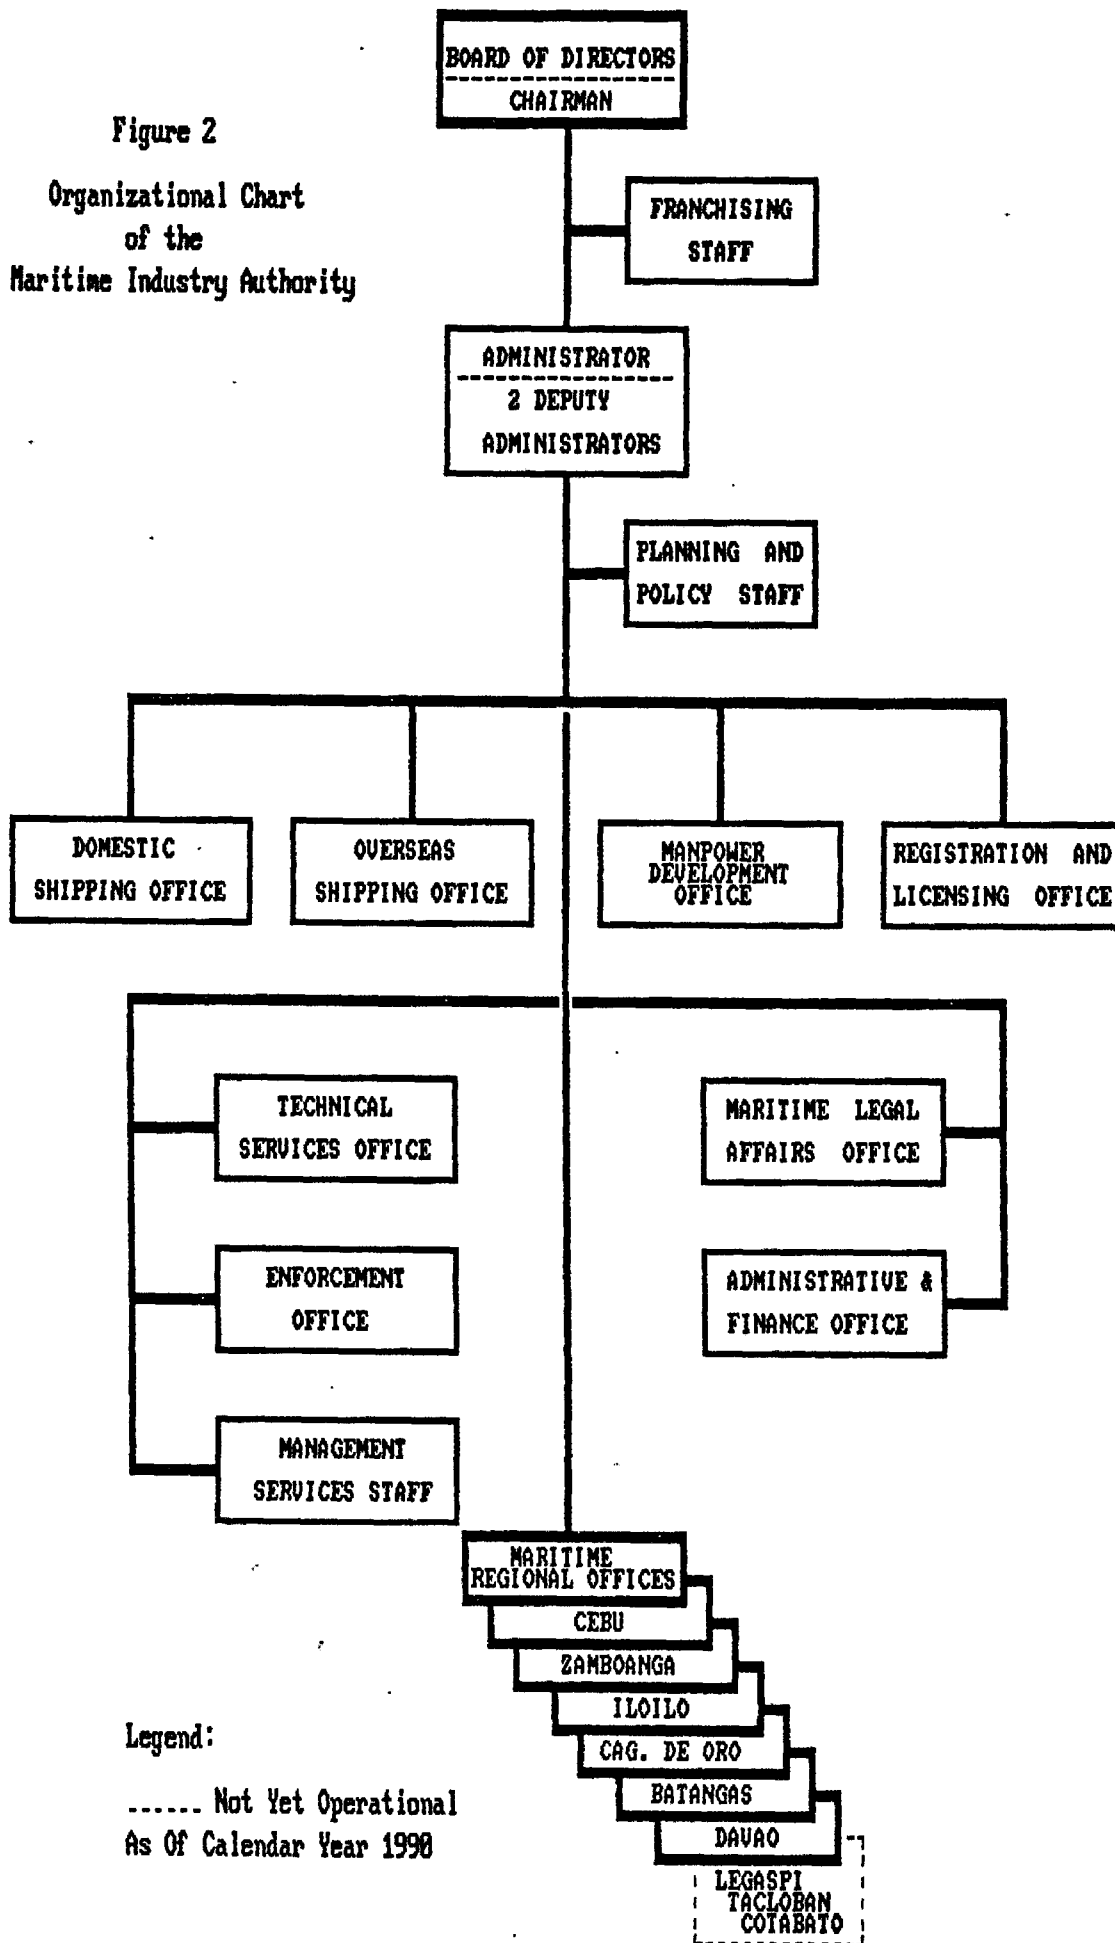 BOARD OF DIRECTORS
CHAIRMAN
Figure 2
Organizational Chart
of the
Maritime Industry Authority
FRANCHISING
STAFF
ADMINISTRATOR
2 DEPUTY
ADMINISTRATORS
PLANNING AND
POLICY STAFF
DOMESTIC
SHIPPING OFFICE
OVERSEAS
SHIPPING OFFICE
MANPOWER
DEVELOPMENT
OFFICE
REGISTRATION AND
LICENSING OFFICE
TECHNICAL
SERVICES OFFICE
MARITIME LEGAL
AFFAIRS OFFICE
ENFORCEMENT
OFFICE
ADMINISTRATIVE &
FINANCE OFFICE
MANAGEMENT
SERVICES STAFF
MARITIME
REGIONAL OFFICES
CEBU
ZAMBOANGA
ILOILO
CAG. DE ORO
BATANGAS
DAVAO
LEGASPI
TACLOBAN
COTABATO
Legend:
------ Not Yet Operational
As Of Calendar Year 1990